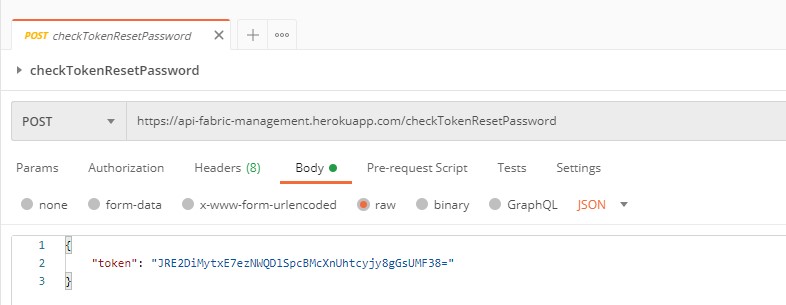 POST checkTokenResetPassword
checkTokenResetPassword
POST https://api-fabric-management.herokuapp.com/checkTokenResetPassword
Params Authorization Headers (8) Body Pre-request Script Tests Settings
none form-data x-www-form-urlencoded raw binary GraphQL JSON
1 {
2 "token": "JRE2DiMytxE7ezNWQDlSpcBMcXnUhtcyjy8gGsUMF38="
3 }